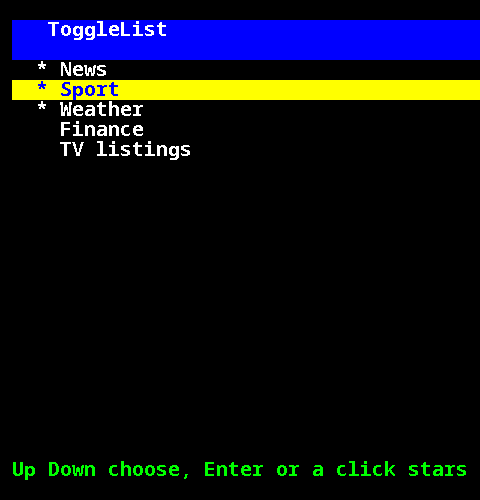 ToggleList
* News
* Sport
* Weather
Finance
TV listings
Up Down choose, Enter or a click stars